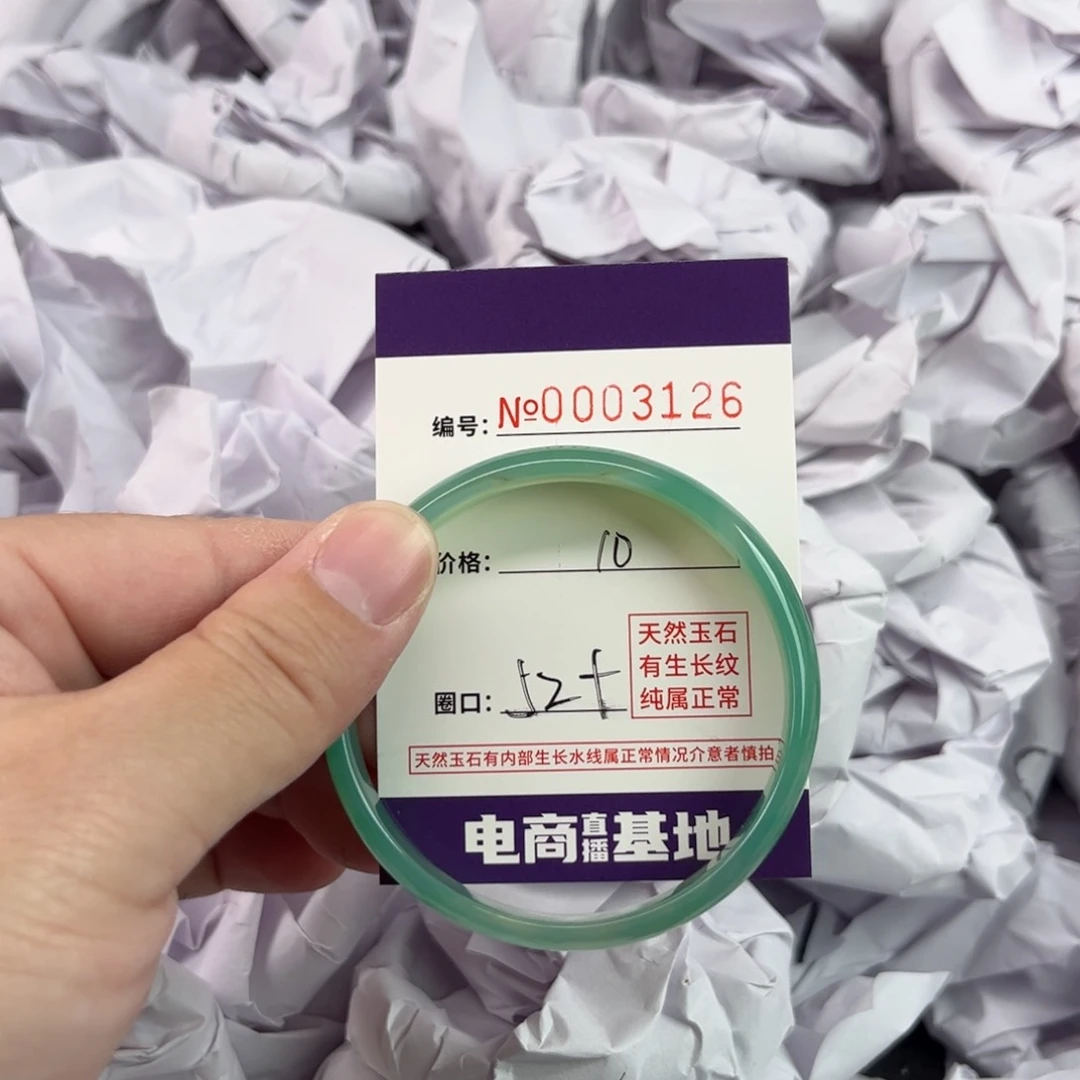 编号: №0003126
价格: 10
圈口: 52+
天然玉石
有生长纹
纯属正常
天然玉石有内部生长水线属正常情况介意者慎拍
电商直播基地